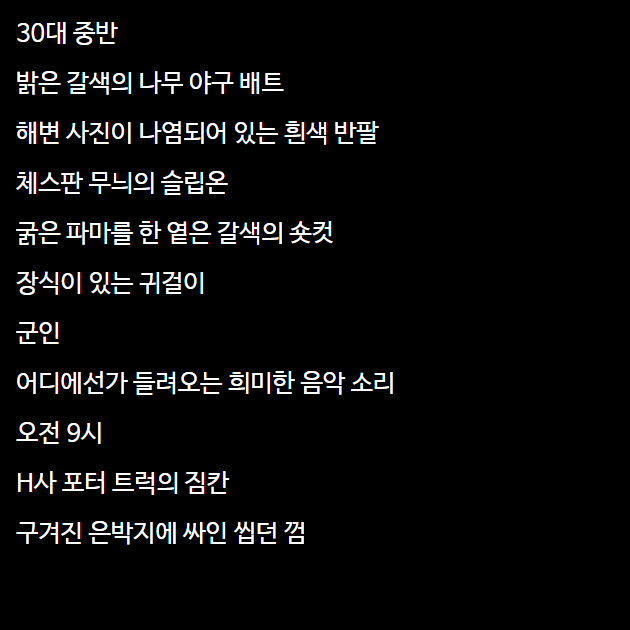 30대 중반
밝은 갈색의 나무 야구 배트
해변 사진이 나염되어 있는 흰색 반팔
체스판 무늬의 슬립온
굵은 파마를 한 옅은 갈색의 숏컷
장식이 있는 귀걸이
군인
어디에선가 들려오는 희미한 음악 소리
오전 9시
H사 포터 트럭의 짐칸
구겨진 은박지에 싸인 씹던 껌